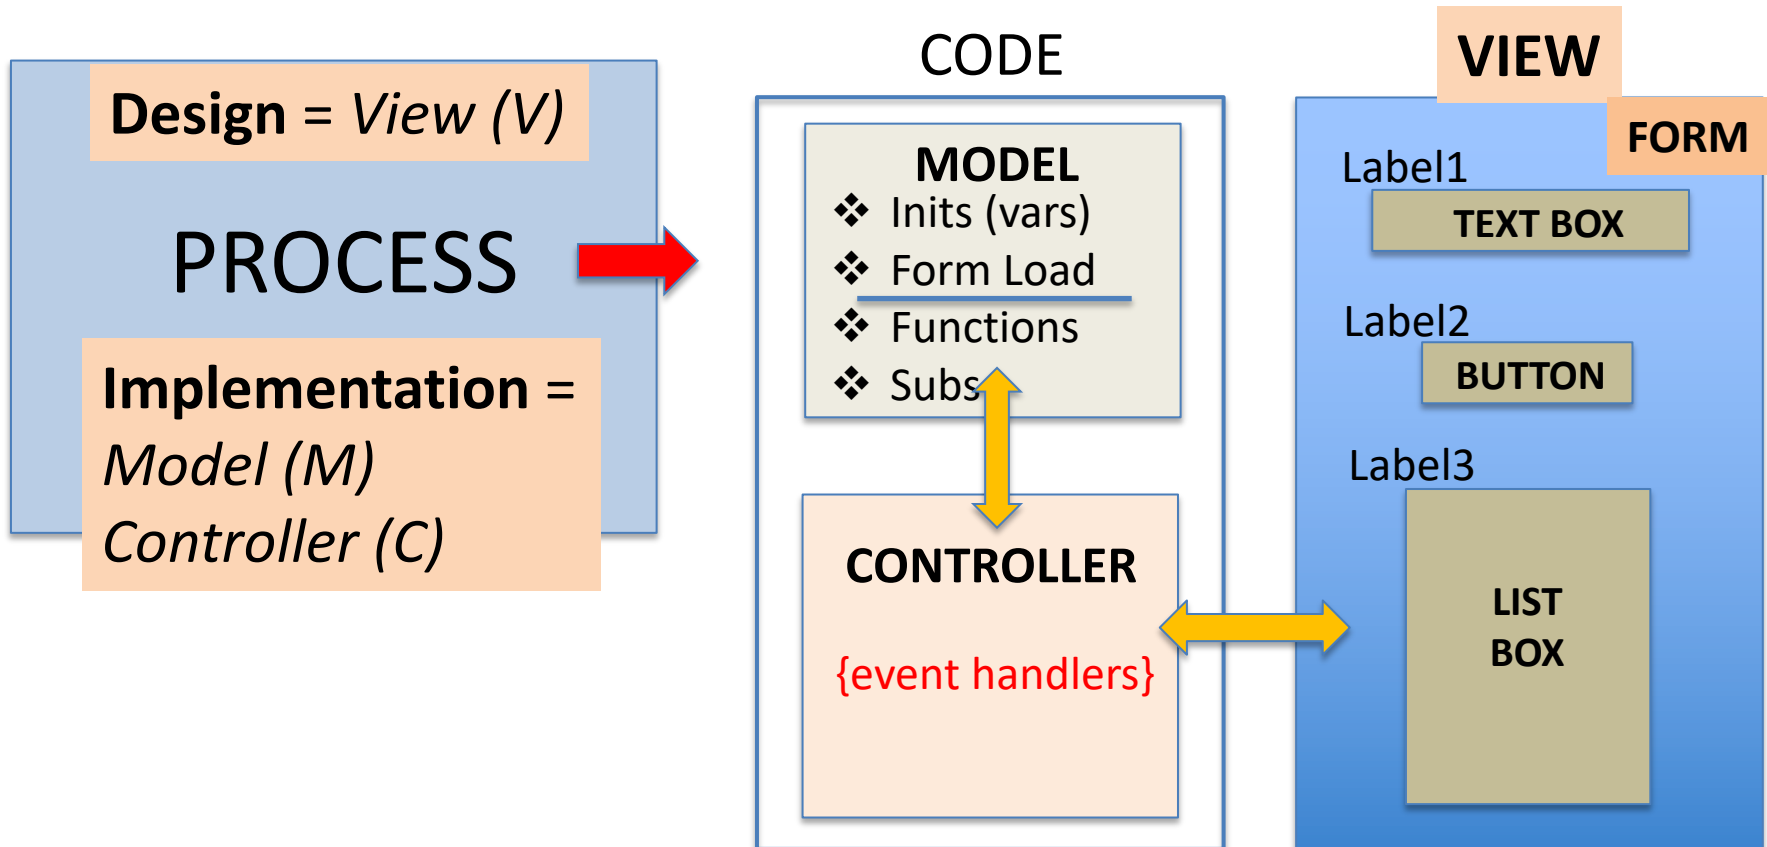 Design = View (V)
PROCESS
Implementation =
Model (M)
Controller (C)
CODE
MODEL
❖ Inits (vars)
❖ Form Load
❖ Functions
❖ Subs
CONTROLLER
{event handlers}
VIEW
FORM
Label1
TEXT BOX
Label2
BUTTON
Label3
LIST
BOX